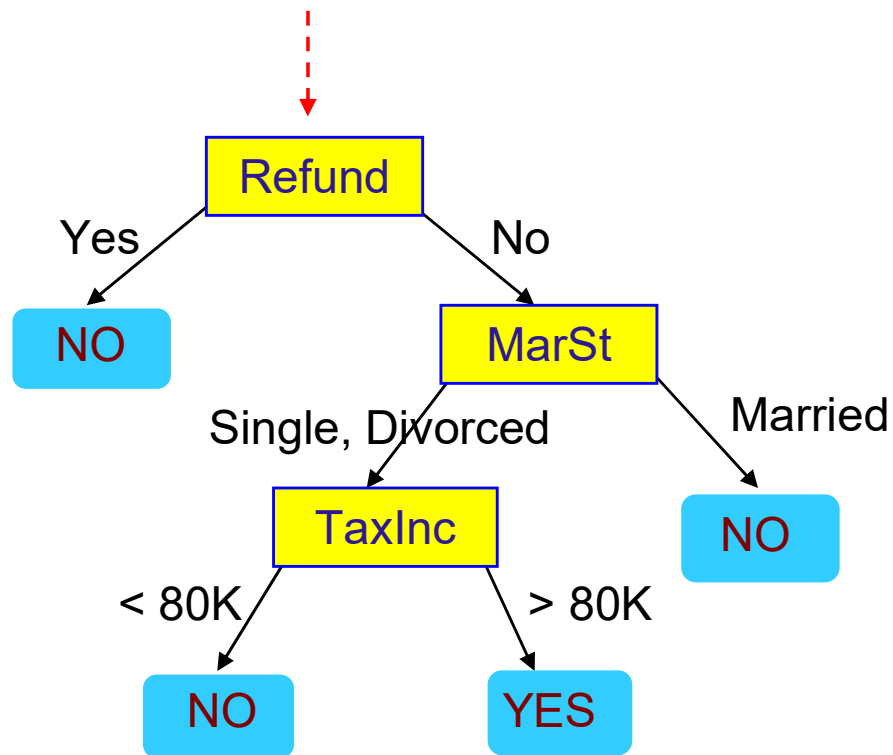 Refund
Yes
No
NO
MarSt
Single, Divorced
Married
TaxInc
NO
< 80K
> 80K
NO
YES